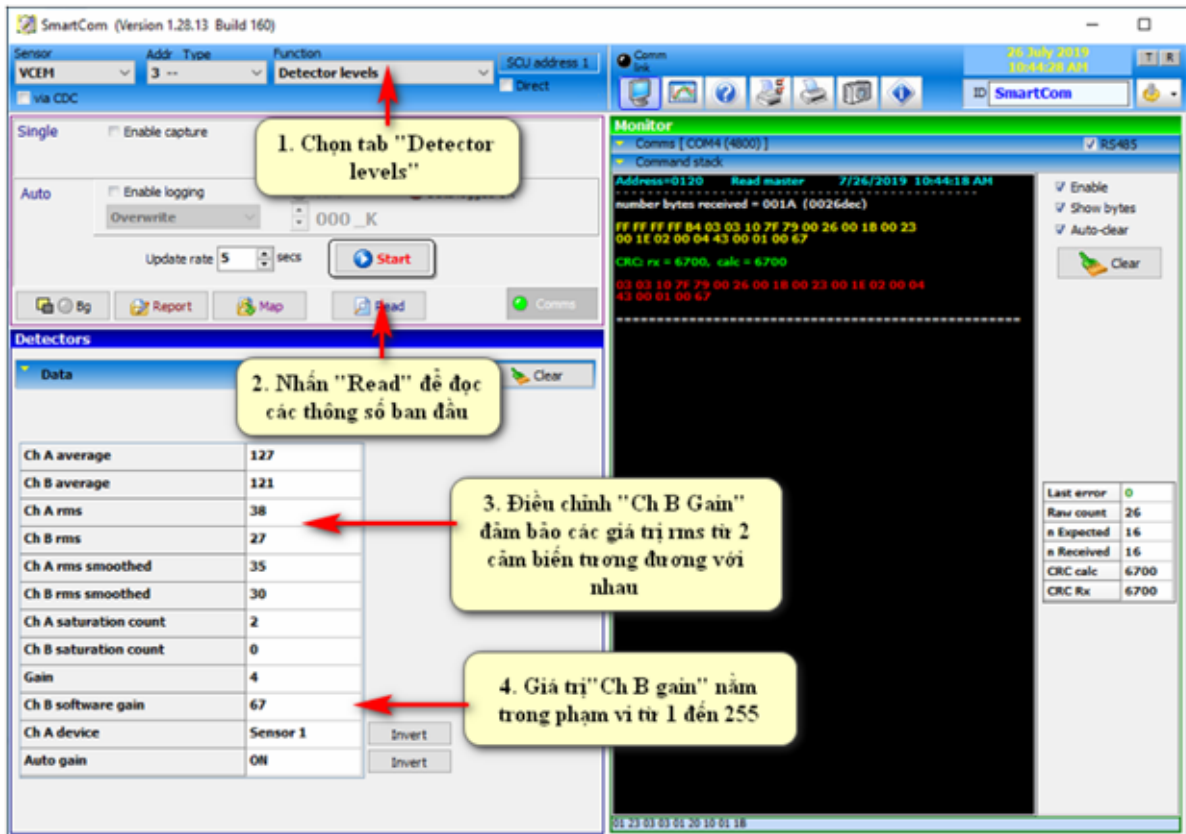 SmartCom (Version 1.28.13 Build 160)
Sensor Addr Type Function
VCEM 3 -- Detector levels
SCU address 1
via CDC
Direct
Comm link
26 July 2019
10:44:28 AM
T R
ID SmartCom
Single Enable capture
1. Chọn tab "Detector
levels"
Auto Enable logging
Overwrite
000_K
Update rate 5 secs Start
Bg Report Map Read Comms
Monitor
Comms [ COM4 (4800) ] RS485
Command stack
Address=0120 Read master 7/26/2019 10:44:18 AM
number bytes received = 001A (0026dec)
FF FF FF FF B4 03 03 10 7F 79 00 26 00 1B 00 23
00 1E 02 00 04 43 00 01 00 67
CRC: rx = 6700, calc = 6700
03 03 10 7F 79 00 26 00 1B 00 23 00 1E 02 00 04
43 00 01 00 67
Enable
Show bytes
Auto-clear
Clear
Detectors
Data Clear
2. Nhấn "Read" để đọc
các thông số ban đầu
Ch A average 127
Ch B average 121
Ch A rms 38
Ch B rms 27
Ch A rms smoothed 35
Ch B rms smoothed 30
Ch A saturation count 2
Ch B saturation count 0
Gain 4
Ch B software gain 67
Ch A device Sensor 1 Invert
Auto gain ON Invert
3. Điều chỉnh "Ch B Gain"
đảm bảo các giá trị rms từ 2
cảm biến tương đương với
nhau
4. Giá trị"Ch B gain" nằm
trong phạm vi từ 1 đến 255
Last error 0
Raw count 26
n Expected 16
n Received 16
CRC calc 6700
CRC Rx 6700
01 23 03 03 01 20 10 01 1B